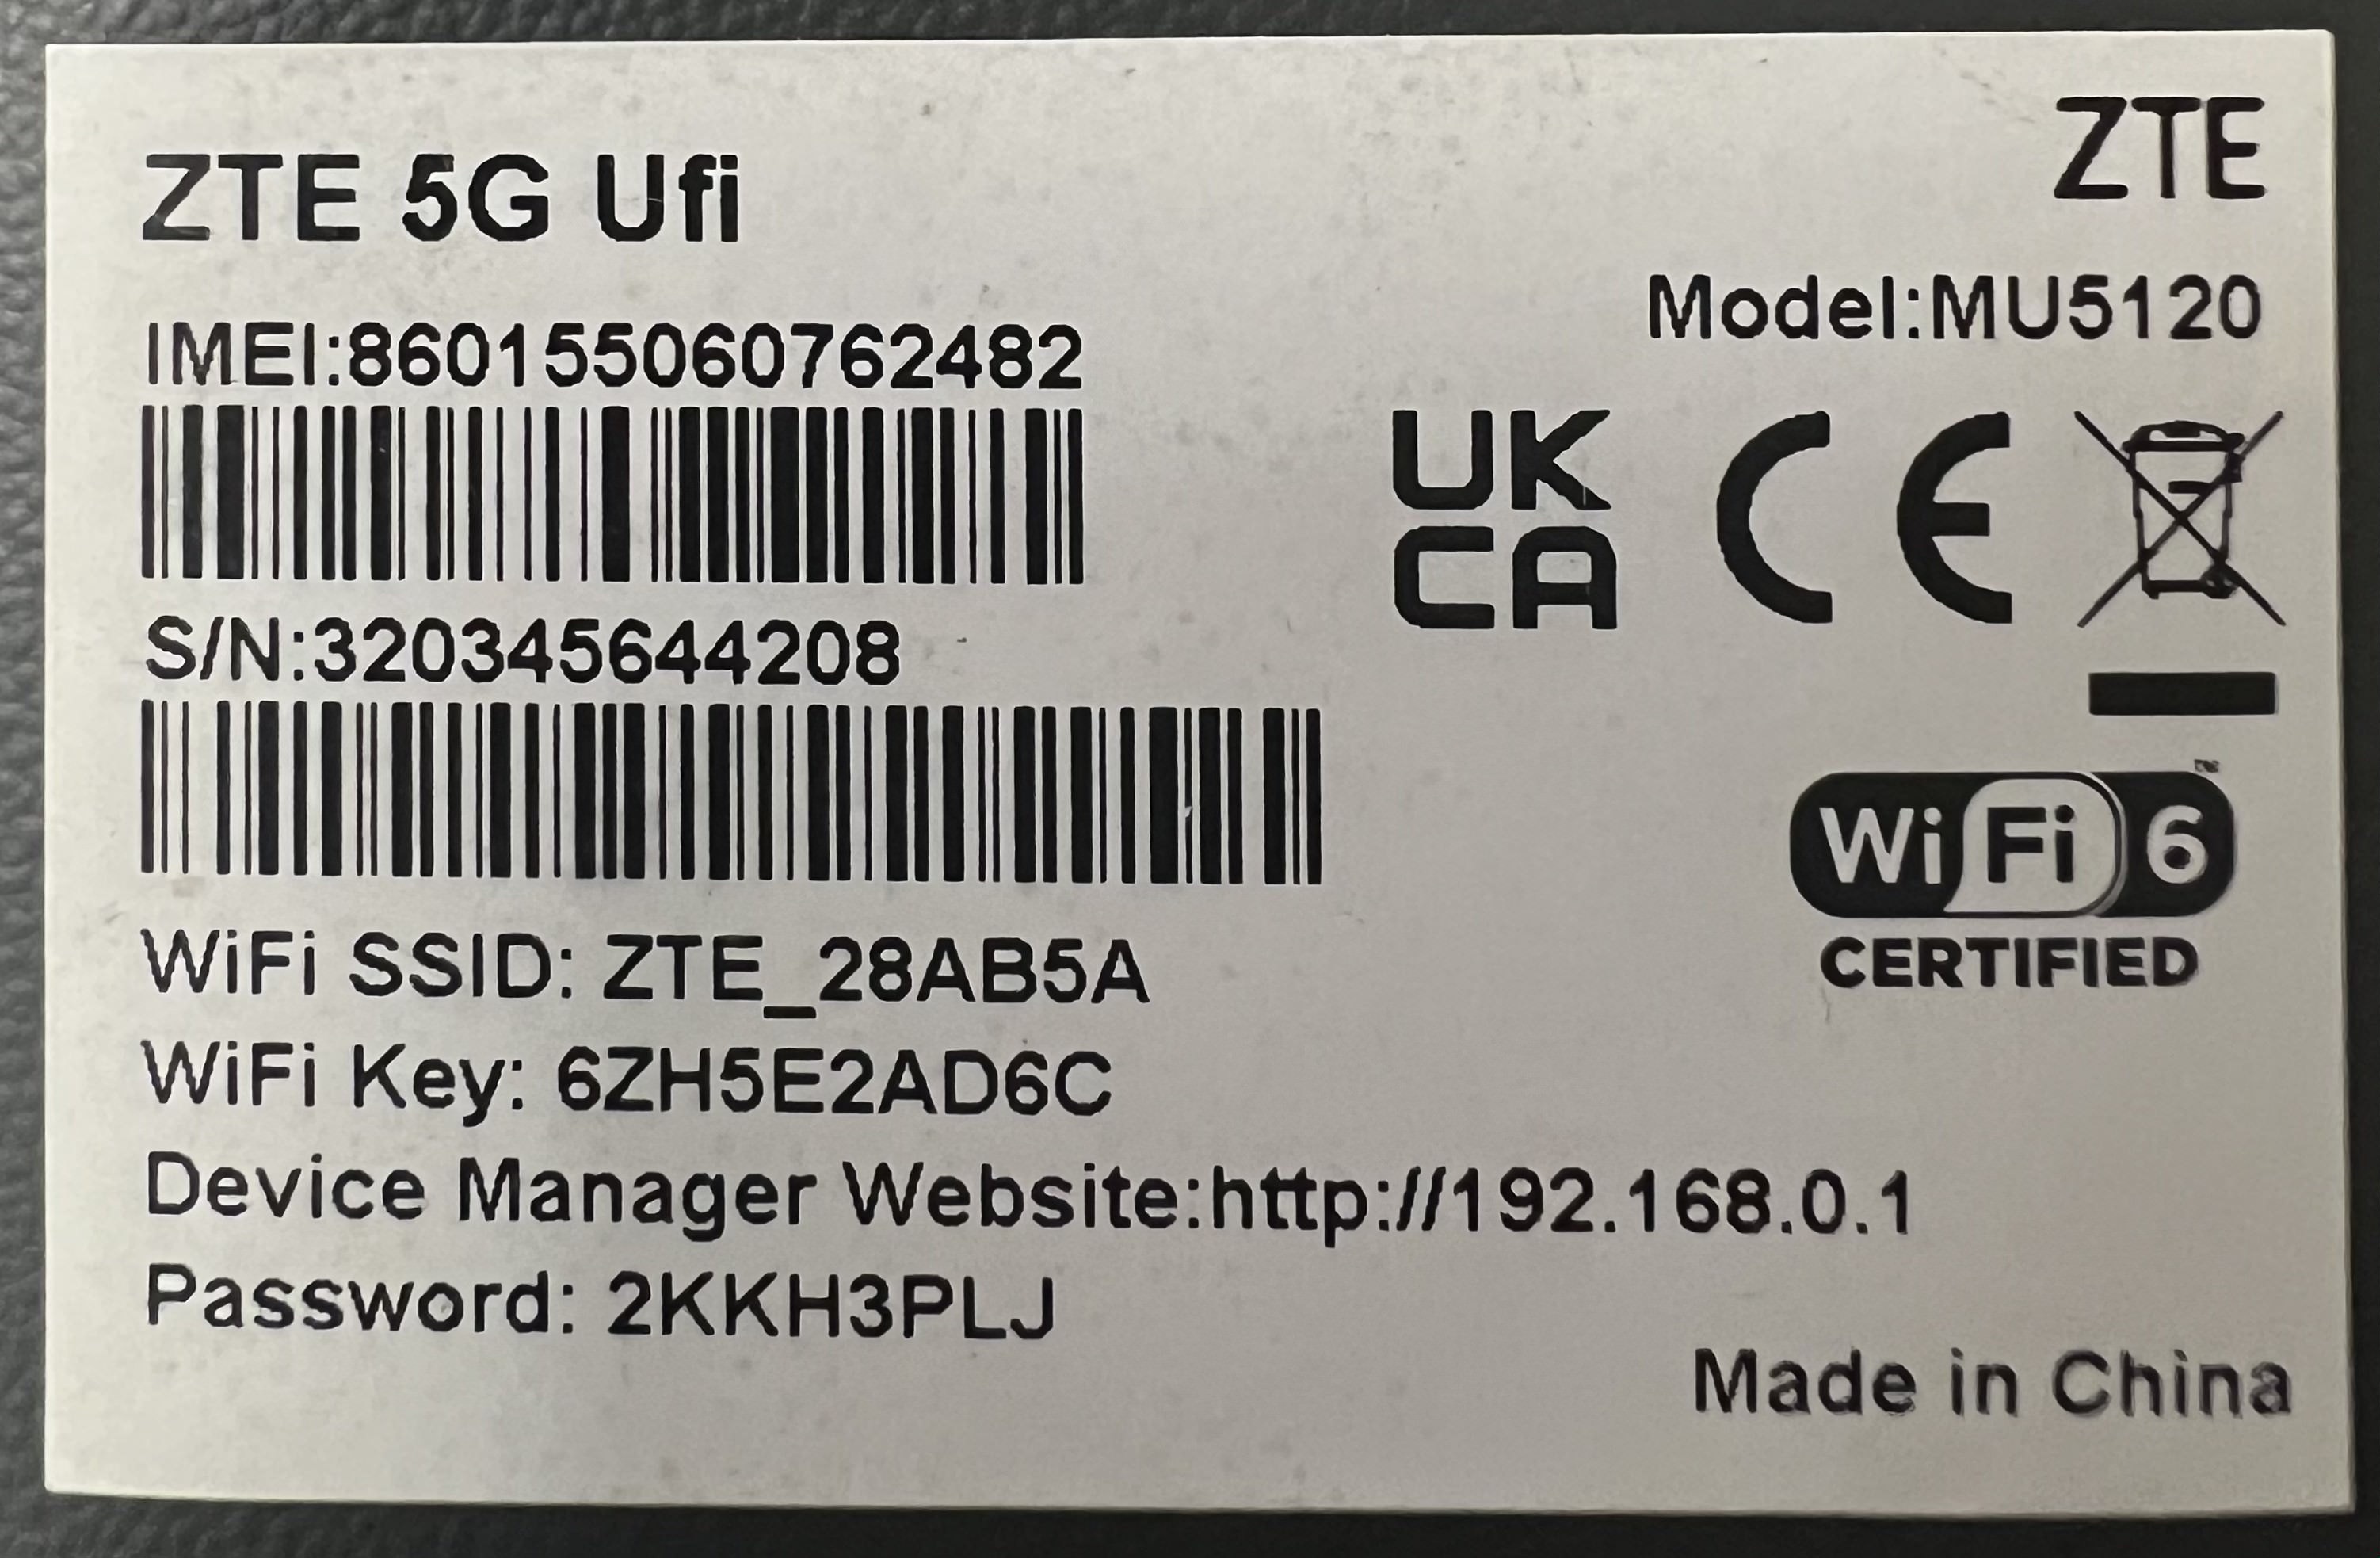 ZTE
ZTE 5G Ufi
Model:MU5120
IMEI:860155060762482
UK
CA
CE
S/N:320345644208
WiFi 6 ™
CERTIFIED
WiFi SSID: ZTE_28AB5A
WiFi Key: 6ZH5E2AD6C
Device Manager Website:http://192.168.0.1
Password: 2KKH3PLJ
Made in China